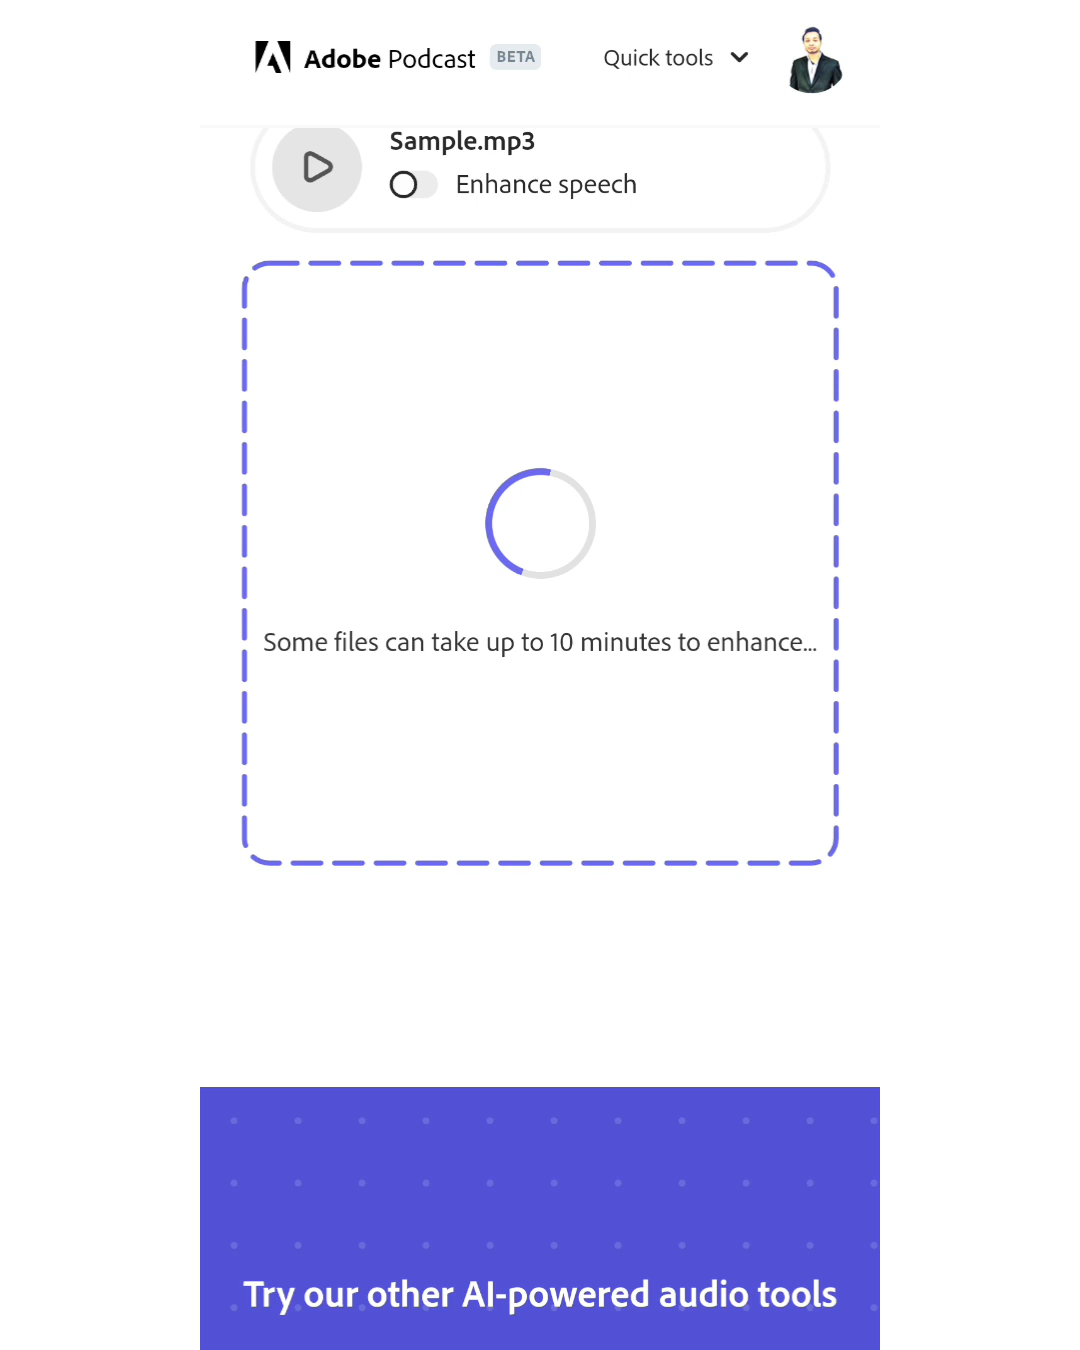 Adobe Podcast BETA Quick tools
Sample.mp3
Enhance speech
Some files can take up to 10 minutes to enhance...
Try our other AI-powered audio tools